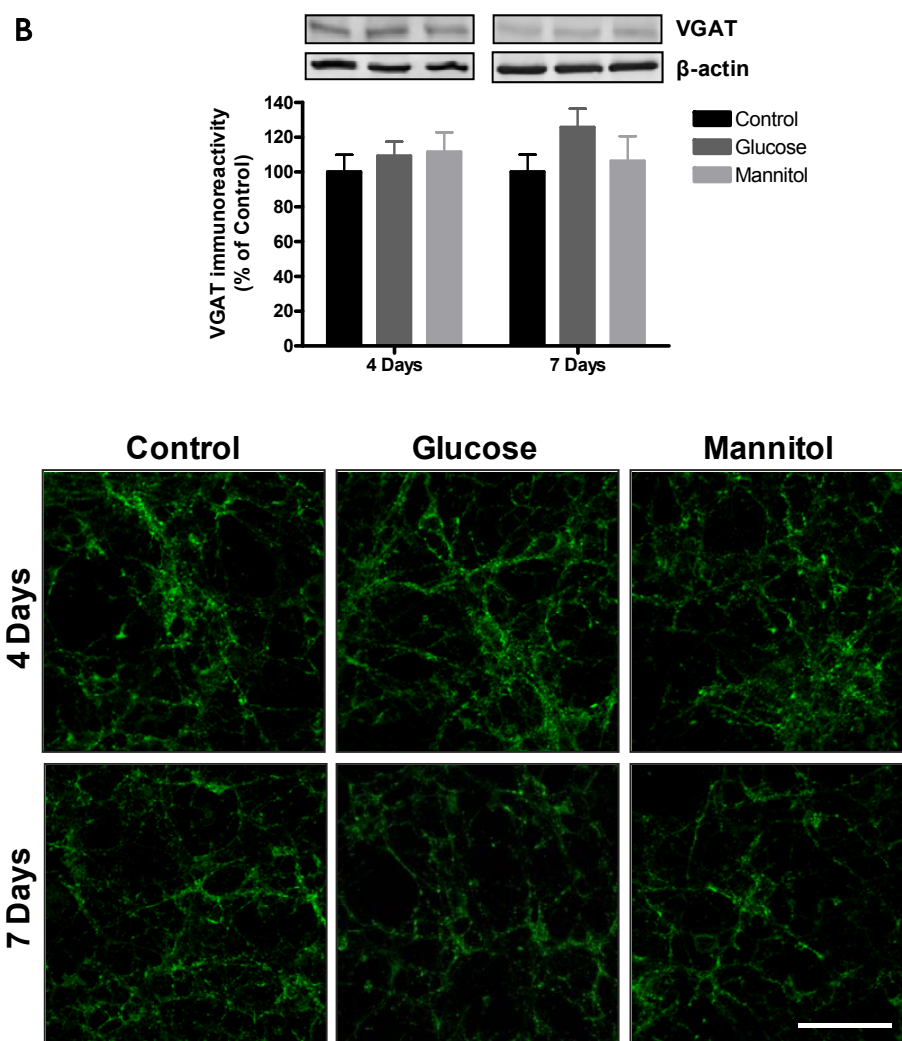 B
VGAT
β-actin
VGAT immunoreactivity
(% of Control)
140
120
100
80
60
40
20
0
4 Days
7 Days
Control
Glucose
Mannitol
Control
Glucose
Mannitol
4 Days
7 Days